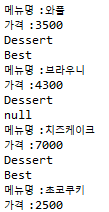 메뉴명 :와플
가격 :3500
Dessert
Best
메뉴명 :브라우니
가격 :4300
Dessert
null
메뉴명 :치즈케이크
가격 :7000
Dessert
Best
메뉴명 :초코쿠키
가격 :2500